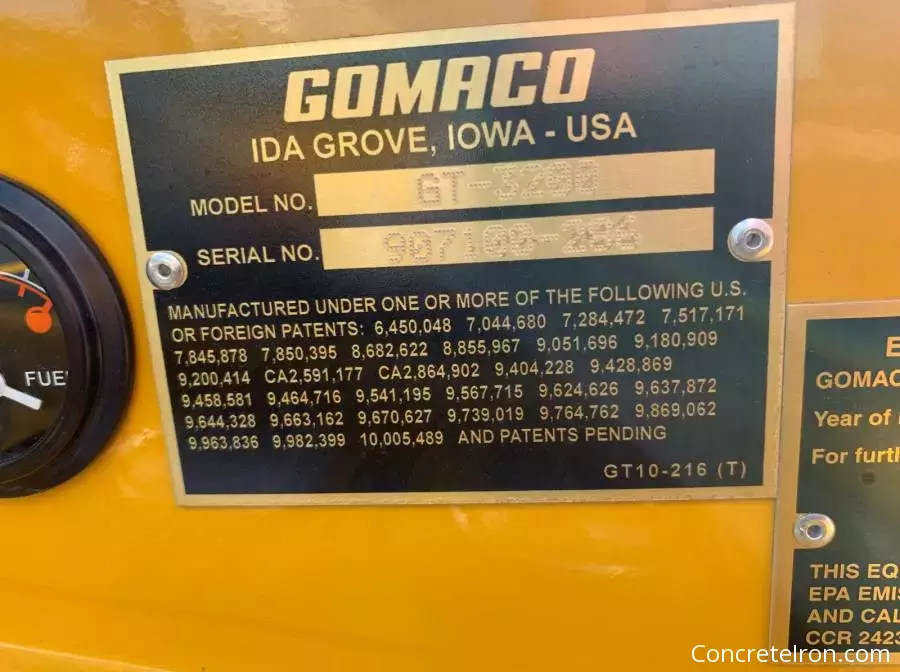 GOMACO
IDA GROVE, IOWA - USA
MODEL NO. GT-3200
SERIAL NO. 907100-286
MANUFACTURED UNDER ONE OR MORE OF THE FOLLOWING U.S.
OR FOREIGN PATENTS: 6,450,048 7,044,680 7,284,472 7,517,171
7,845,878 7,850,395 8,682,622 8,855,967 9,051,696 9,180,909
9,200,414 CA2,591,177 CA2,864,902 9,404,228 9,428,869
9,458,581 9,464,716 9,541,195 9,567,715 9,624,626 9,637,872
9,644,328 9,663,162 9,670,627 9,739,019 9,764,762 9,869,062
9,963,836 9,982,399 10,005,489 AND PATENTS PENDING
GT10-216 (T)
FUE
E
GOMAC
Year of
For furth
THIS EQ
EPA EMIS
AND CAL
CCR 2423
ConcreteIron.com